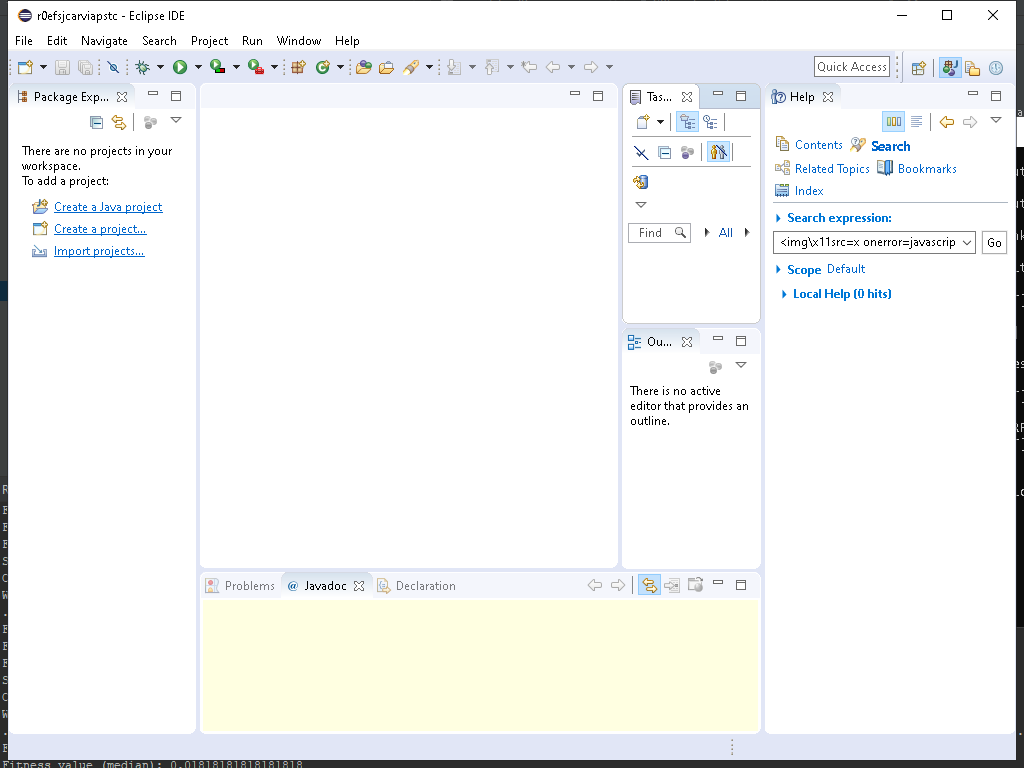 r0efsjcarviapstc - Eclipse IDE
File Edit Navigate Search Project Run Window Help
Quick Access
Package Exp...
There are no projects in your
workspace.
To add a project:
Create a Java project
Create a project...
Import projects...
Tas...
Find
All
Ou...
There is no active
editor that provides an
outline.
Help
Contents Search
Related Topics Bookmarks
Index
Search expression:
<img\x11src=x onerror=javascrip Go
Scope Default
Local Help (0 hits)
Problems @ Javadoc Declaration
Fitness value (median): 0.01818181818181818